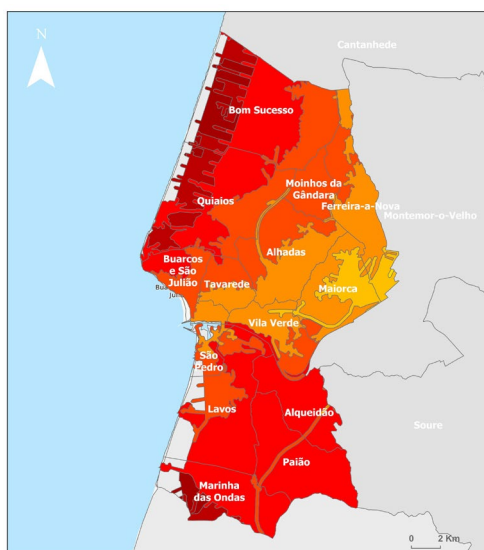 N
Cantanhede
Bom Sucesso
Moinhos da
Gândara
Ferreira-a-Nova
Quiaios
Montemor-o-Velho
Buarcos
e São
Julião
Alhadas
Tavarede
Maiorca
Vila Verde
São
Pedro
Lavos
Alqueidão
Soure
Paião
Marinha
das Ondas
0 2 Km